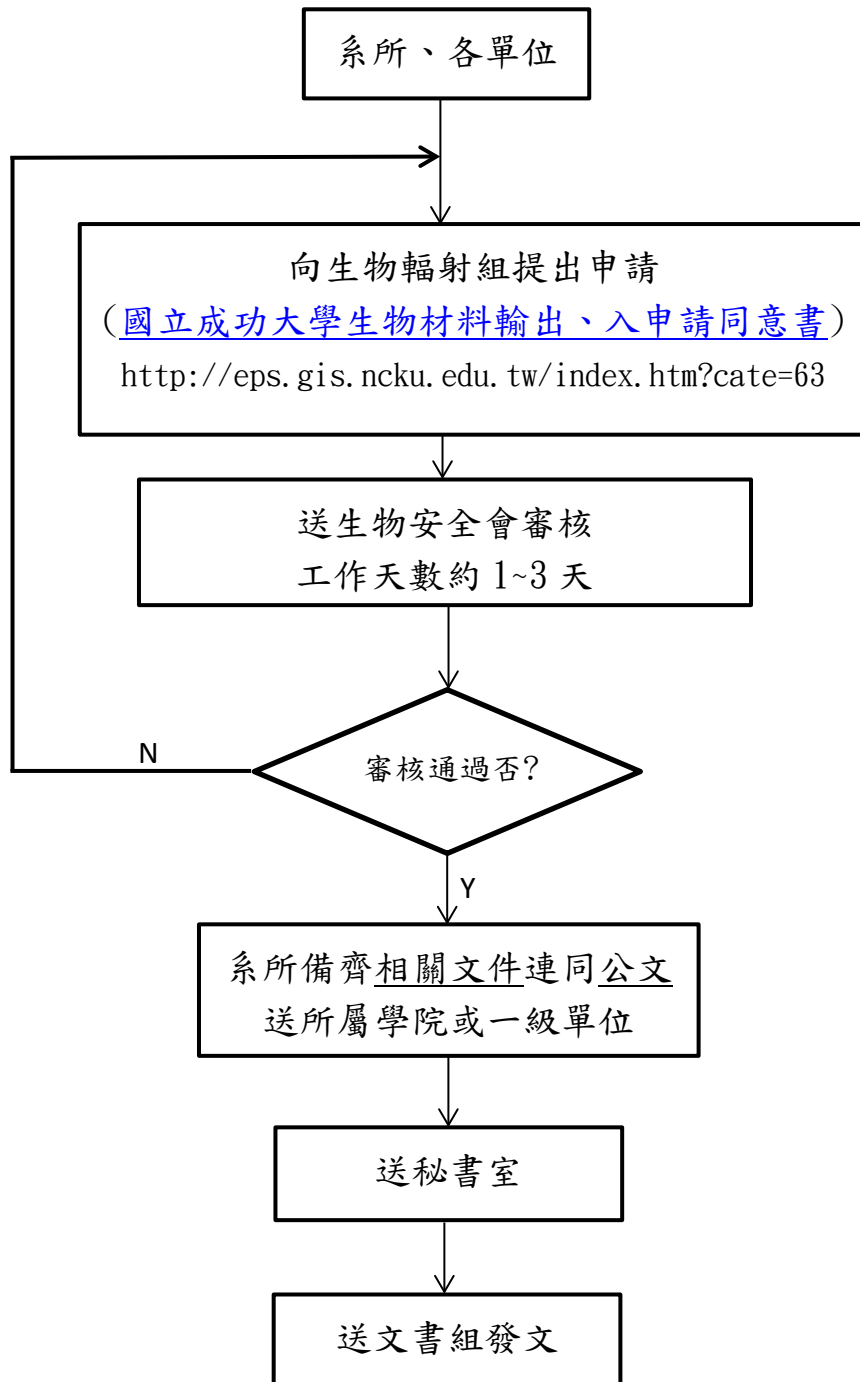 系所、各單位
向生物輻射組提出申請
(國立成功大學生物材料輸出、入申請同意書)
http://eps.gis.ncku.edu.tw/index.htm?cate=63
送生物安全會審核
工作天數約 1~3 天
審核通過否?
N
Y
系所備齊相關文件連同公文
送所屬學院或一級單位
送秘書室
送文書組發文